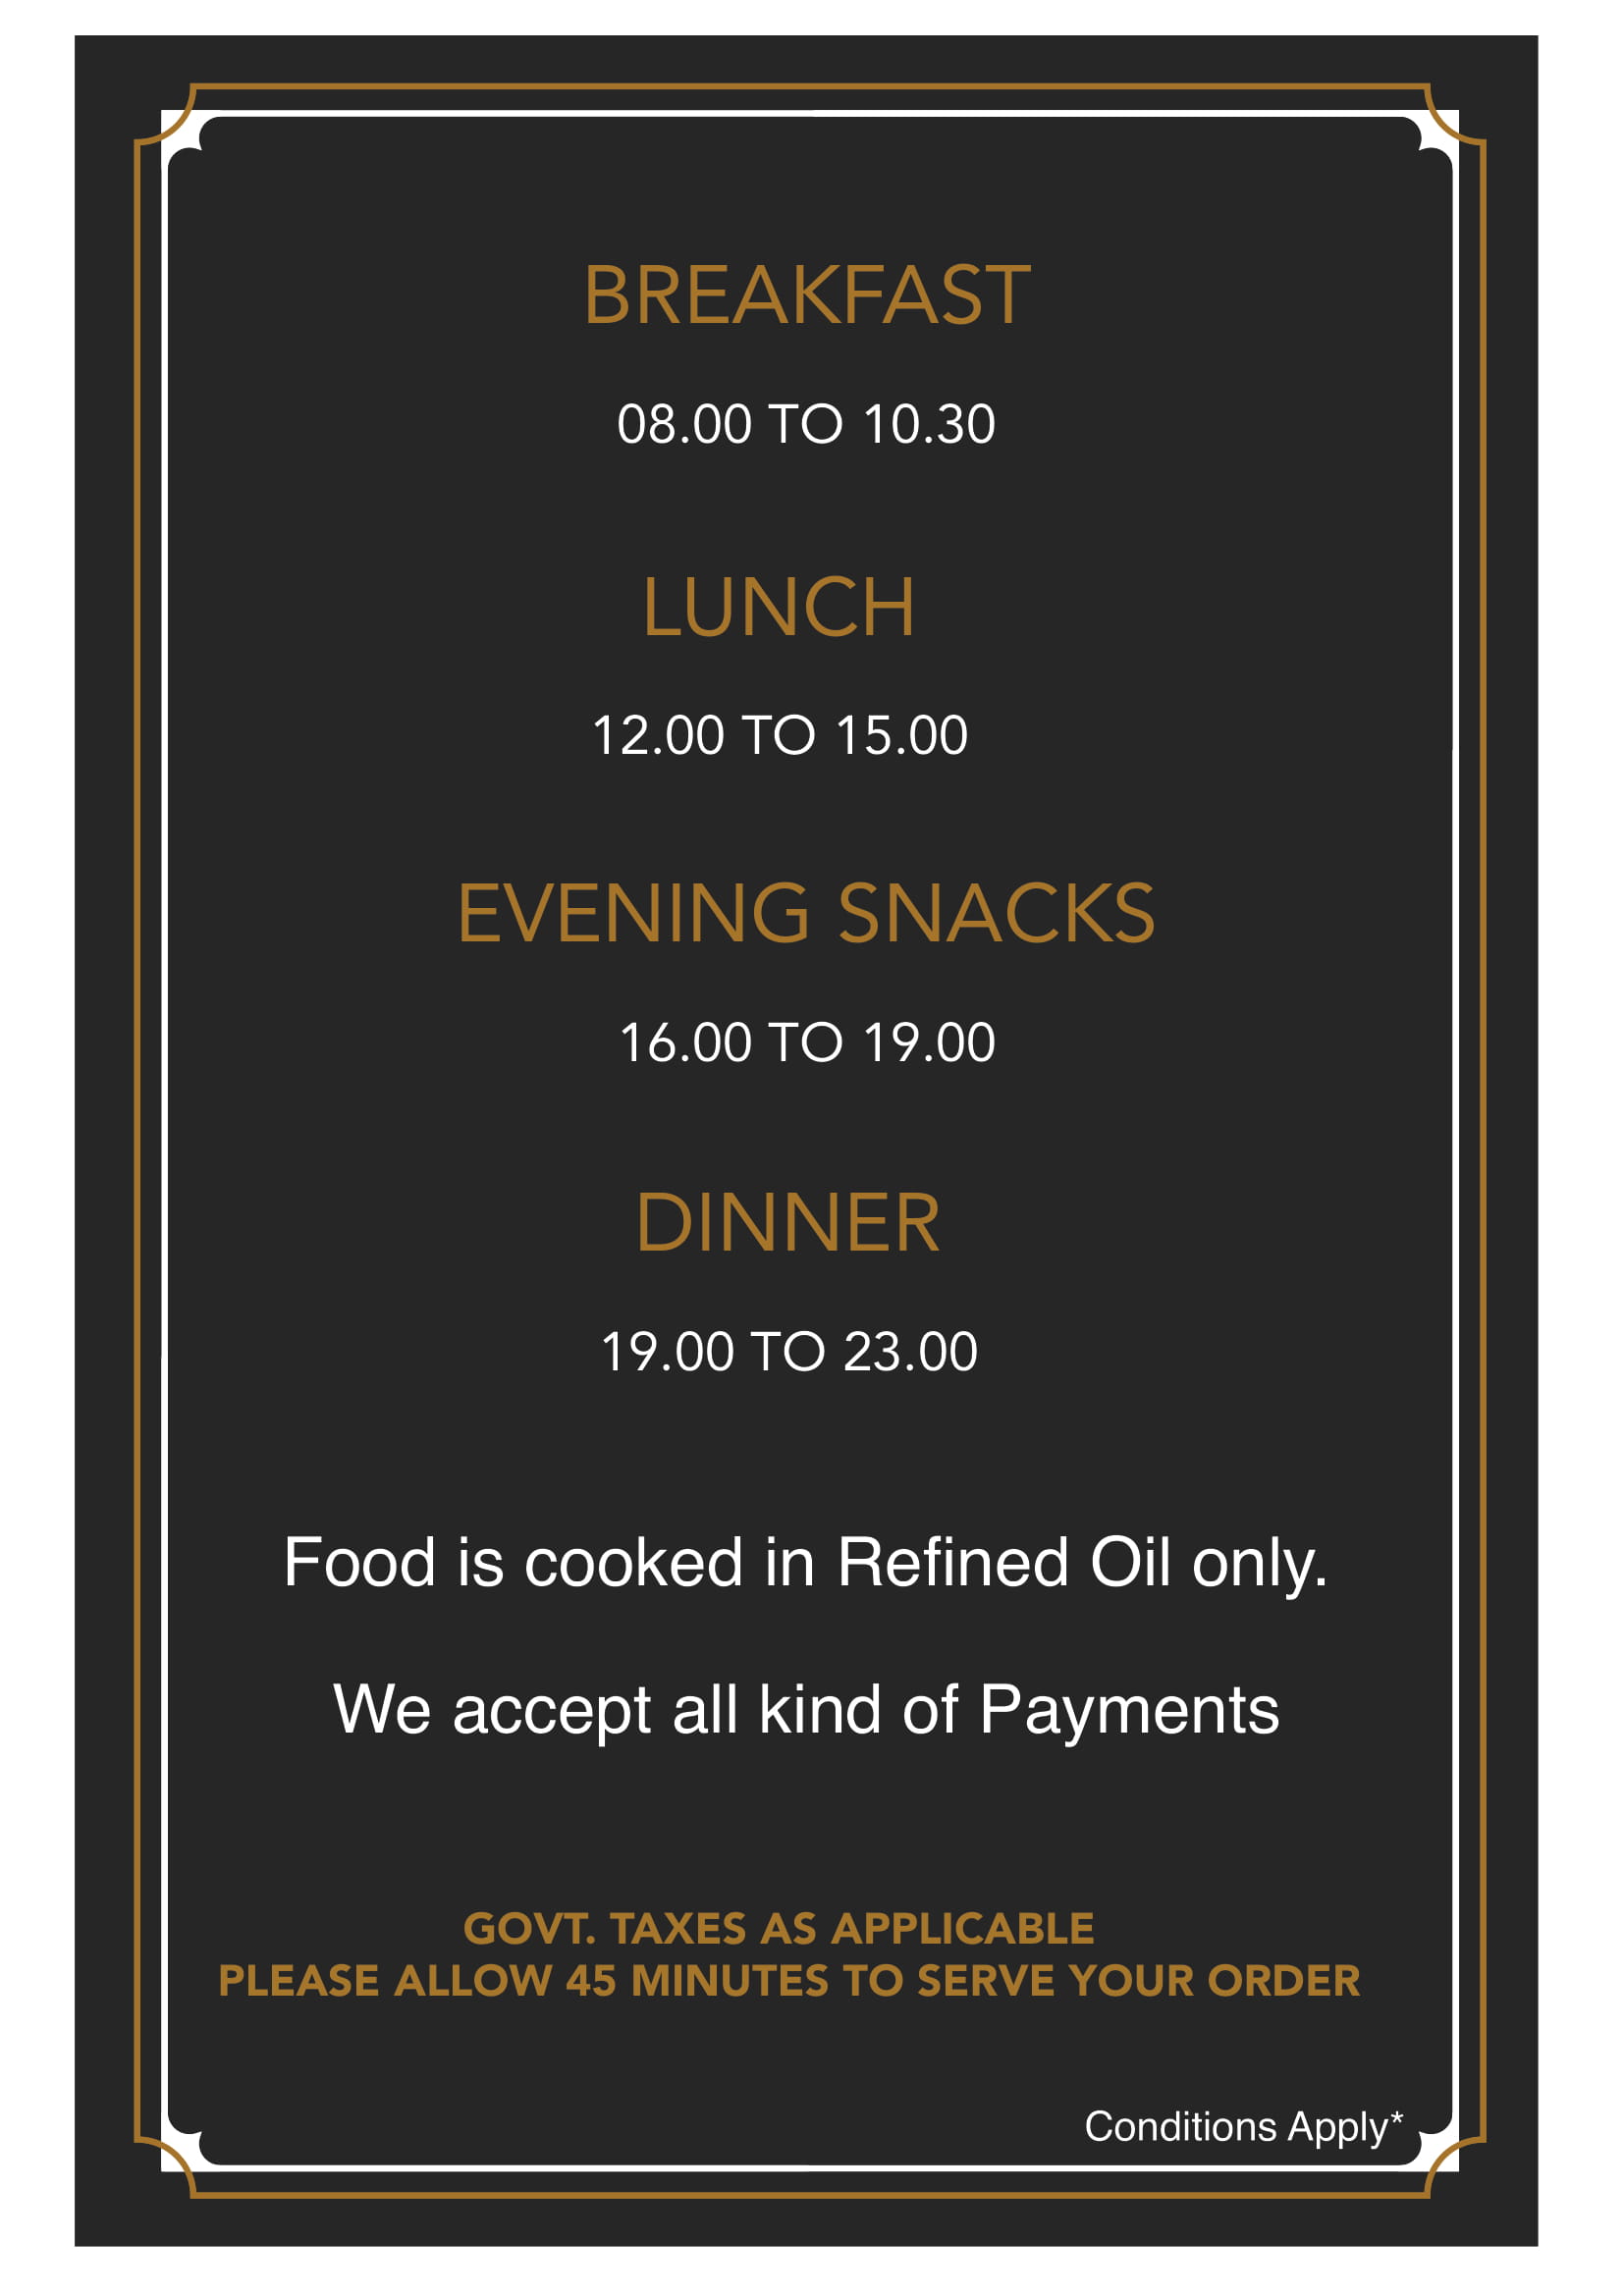 BREAKFAST
08.00 TO 10.30
LUNCH
12.00 TO 15.00
EVENING SNACKS
16.00 TO 19.00
DINNER
19.00 TO 23.00
Food is cooked in Refined Oil only.
We accept all kind of Payments
GOVT. TAXES AS APPLICABLE
PLEASE ALLOW 45 MINUTES TO SERVE YOUR ORDER
Conditions Apply*